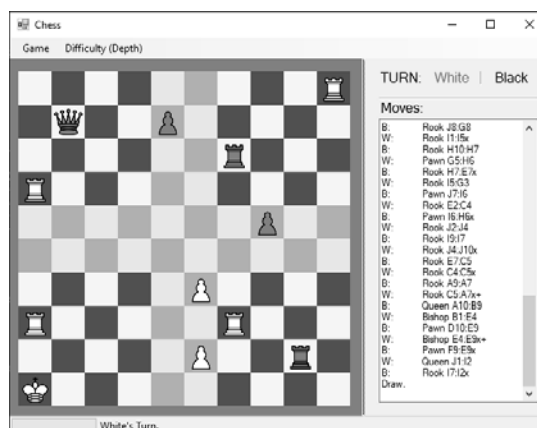 Chess
Game Difficulty (Depth)
TURN: White | Black
Moves:
B: Rook J8:G8
W: Rook I1:I5x
B: Rook H10:H7
W: Pawn G5:H6
B: Rook H7:E7x
W: Rook I5:G3
B: Pawn J7:I6
W: Rook E2:C4
B: Pawn I6:H6x
W: Rook J2:J4
B: Rook I9:I7
W: Rook J4:J10x
B: Rook E7:C5
W: Rook C4:C5x
B: Rook A9:A7
W: Rook C5:A7x+
B: Queen A10:B9
W: Bishop B1:E4
B: Pawn D10:E9
W: Bishop E4:E9x+
B: Pawn F9:E9x
W: Queen J1:I2
B: Rook I7:I2x
Draw.
White's Turn.